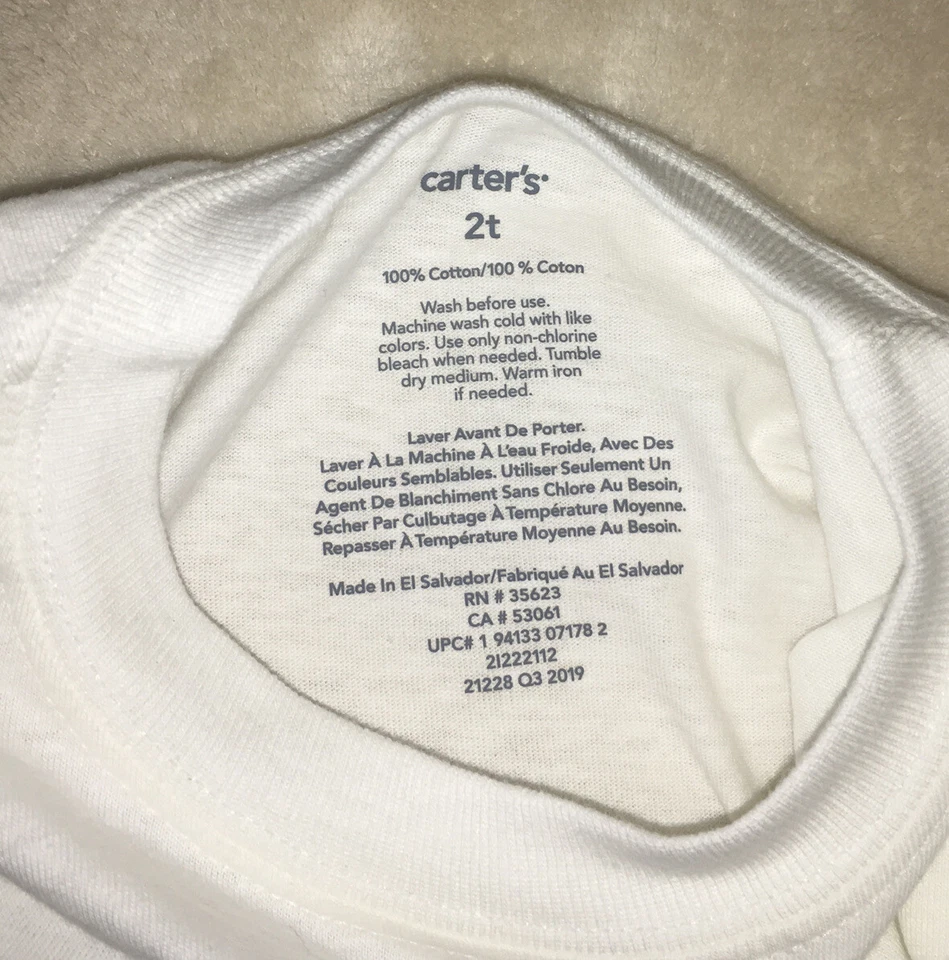 carter's
2t
100% Cotton/100 % Coton
Wash before use.
Machine wash cold with like
colors. Use only non-chlorine
bleach when needed. Tumble
dry medium. Warm iron
if needed.
Laver Avant De Porter.
Laver À La Machine À L'eau Froide, Avec Des
Couleurs Semblables. Utiliser Seulement Un
Agent De Blanchiment Sans Chlore Au Besoin,
Sécher Par Culbutage À Température Moyenne.
Repasser À Température Moyenne Au Besoin.
Made In El Salvador/Fabriqué Au El Salvador
RN # 35623
CA # 53061
UPC# 1 94133 07178 2
2I222112
21228 Q3 2019